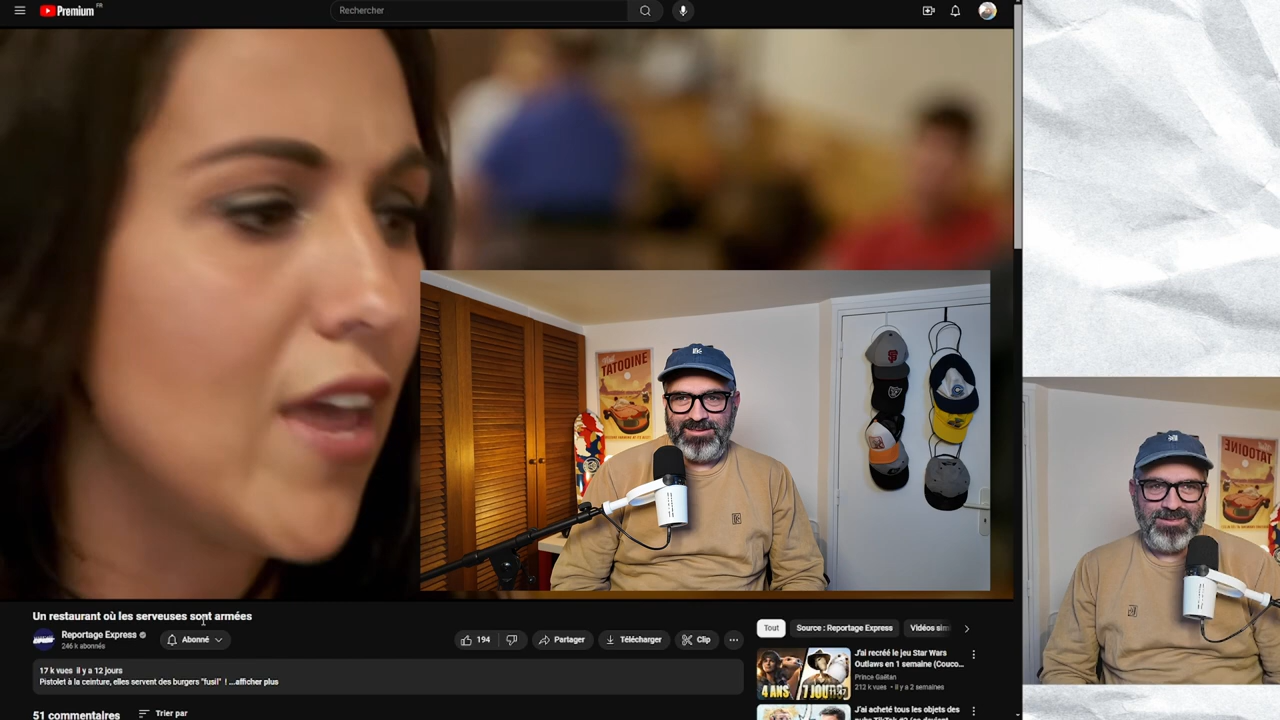 Premium FR
Rechercher
TATOOINE
TATOOINE
Un restaurant où les serveuses sont armées
Reportage Express
246 k abonnés
Abonné
194
Partager
Télécharger
Clip
17 k vues il y a 12 jours
Pistolet à la ceinture, elles servent des burgers "fusil" ! ...afficher plus
51 commentaires
Trier par
Tout
Source : Reportage Express
Vidéos sim
4 ANS
7 JOURS
J'ai recréé le jeu Star Wars
Outlaws en 1 semaine (Couco...
Prince Gaëtan
212 k vues • il y a 2 semaines
J'ai acheté tous les objets des